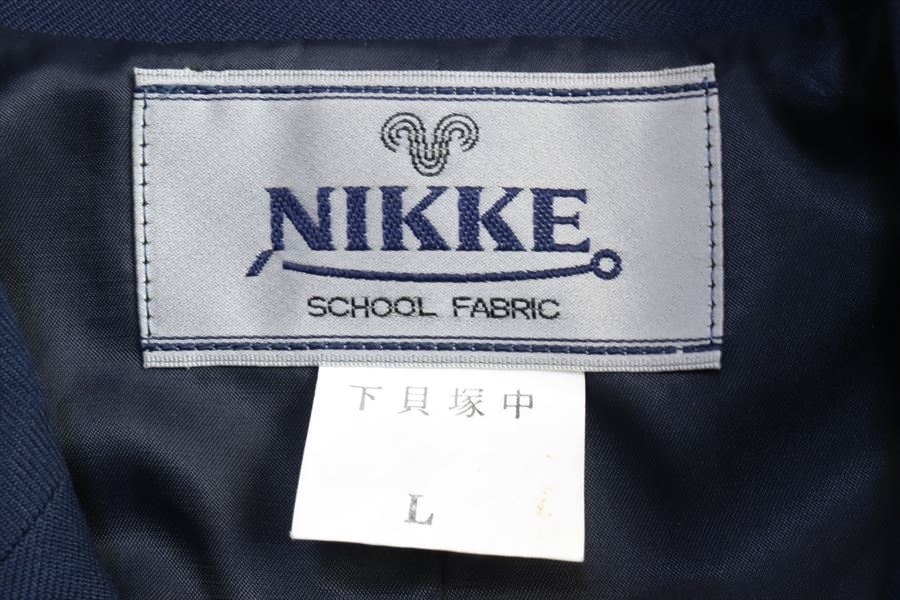 NIKKE
SCHOOL FABRIC
下貝塚中
L